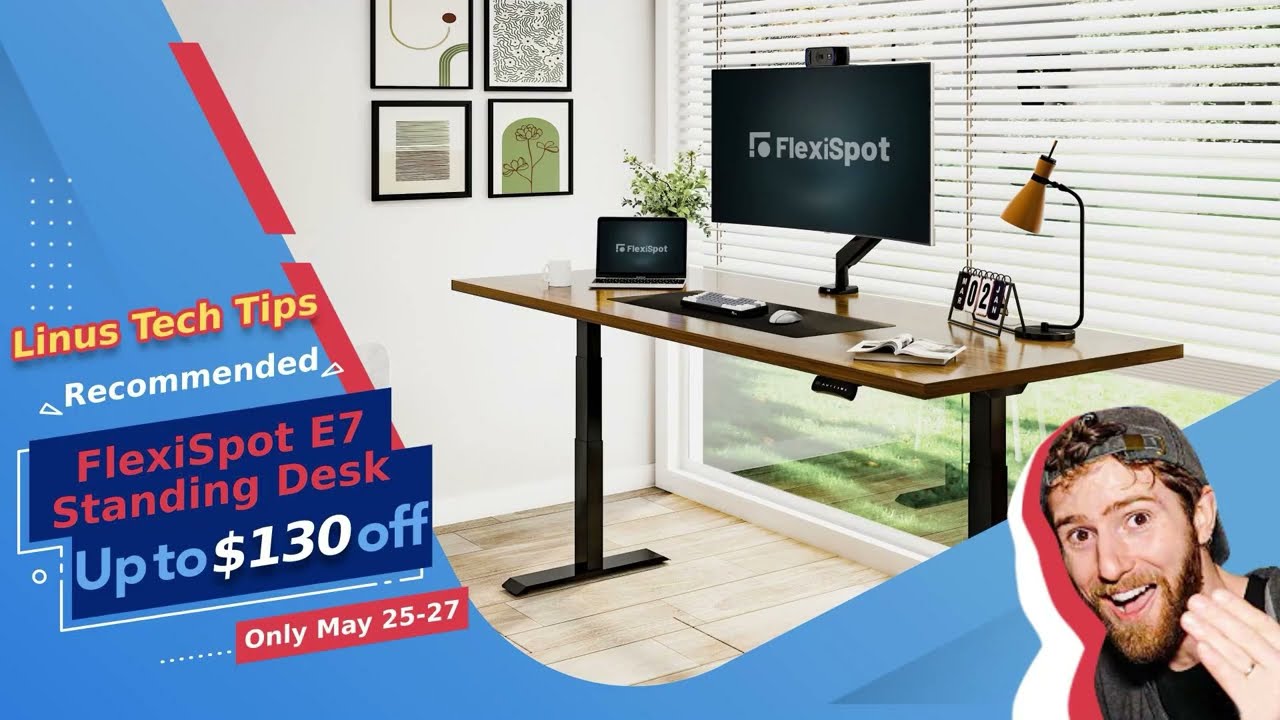 FlexiSpot
FlexiSpot
Linus Tech Tips
Recommended
FlexiSpot E7
Standing Desk
Up to $130 off
Only May 25-27